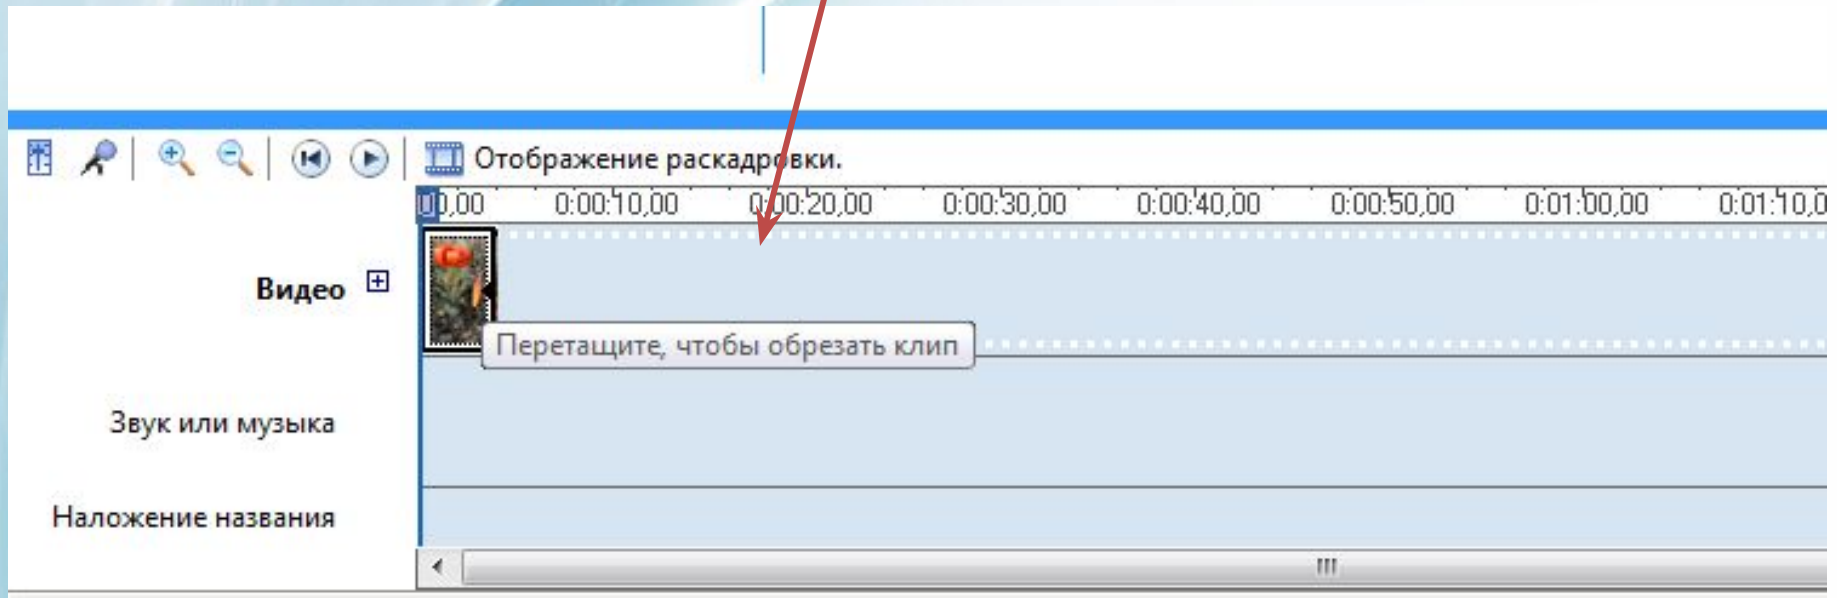 Отображение раскадровки.
0,00 0:00:10,00 0:00:20,00 0:00:30,00 0:00:40,00 0:00:50,00 0:01:00,00 0:01:10,0
Видео
Перетащите, чтобы обрезать клип
Звук или музыка
Наложение названия